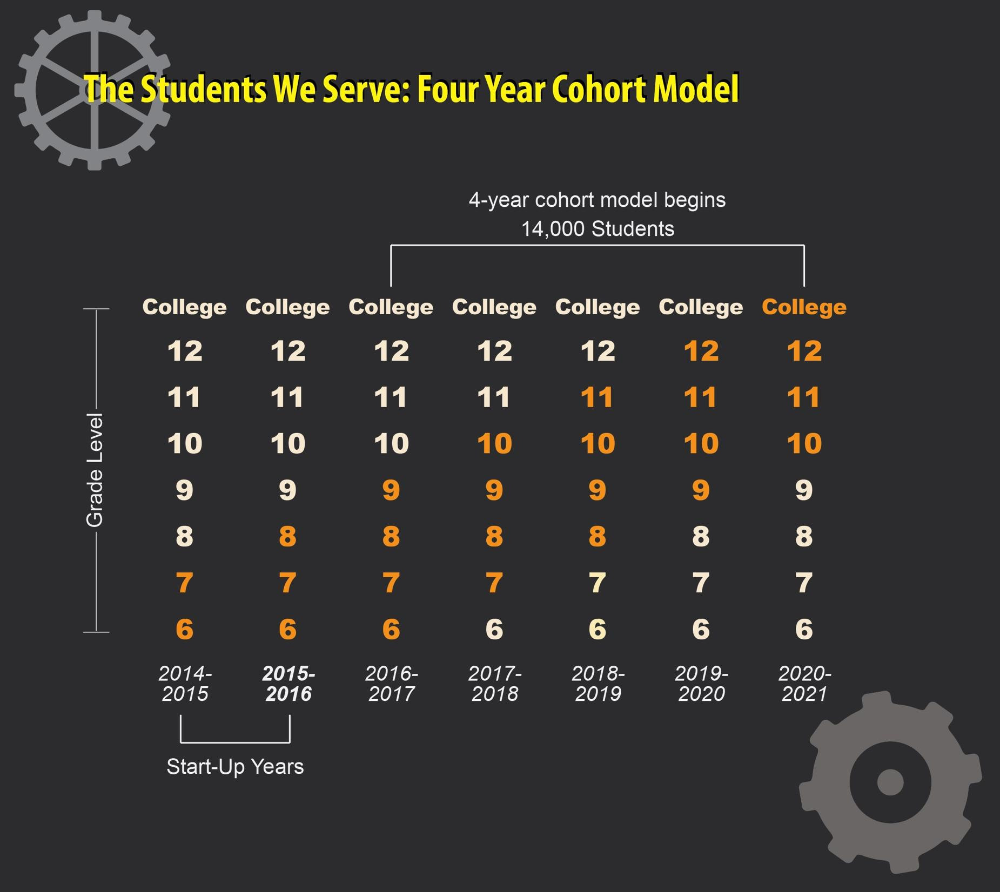 The Students We Serve: Four Year Cohort Model
4-year cohort model begins
14,000 Students
College College College College College College College
12 12 12 12 12 12 12
11 11 11 11 11 11 11
10 10 10 10 10 10 10
9 9 9 9 9 9 9
8 8 8 8 8 8 8
7 7 7 7 7 7 7
6 6 6 6 6 6 6
Grade Level
2014- 2015- 2016- 2017- 2018- 2019- 2020-
2015 2016 2017 2018 2019 2020 2021
Start-Up Years